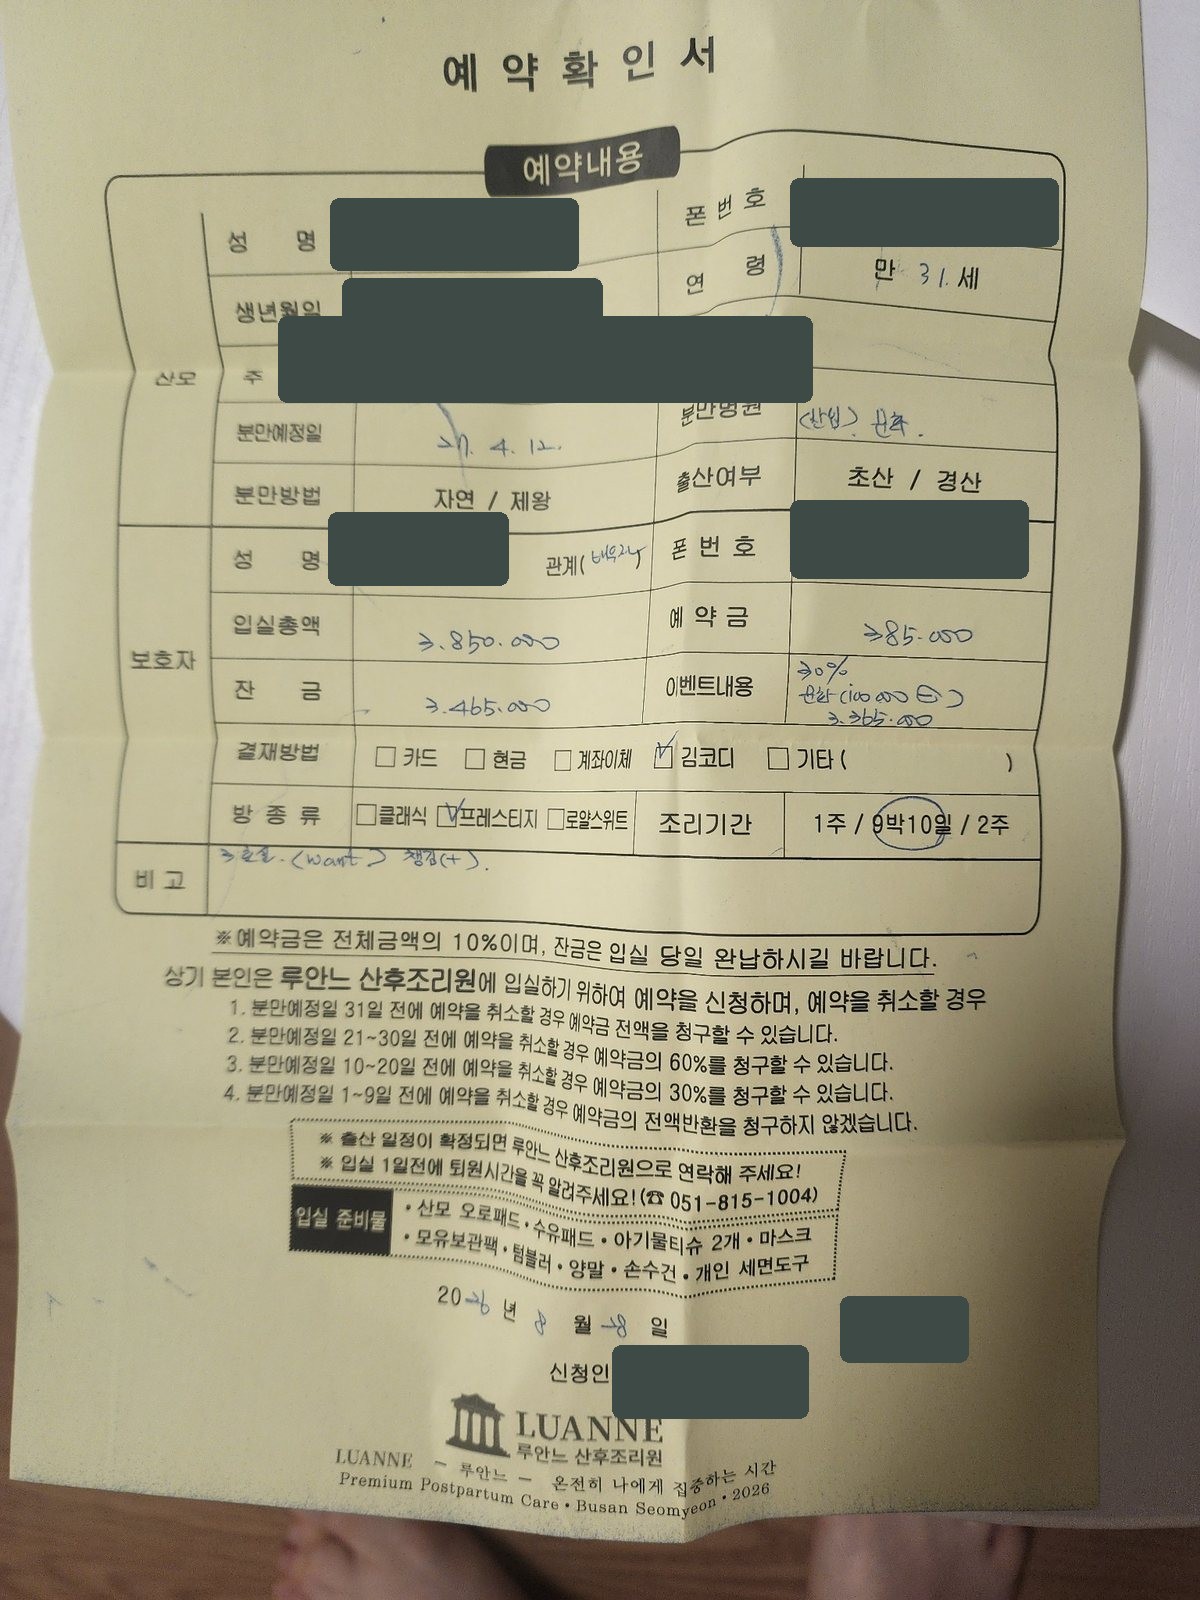 예약확인서
예약내용
성 명 폰번호
생년월일 연령 만 31.세
산모 주
분만예정일 27. 4. 12. 분만병원
분만방법 자연 / 제왕 출산여부 초산 / 경산
성 명 관계(배우자) 폰번호
입실총액 3.850.000 예약금 385.000
보호자
잔 금 3.465.000 이벤트내용 30%
(100000 ⊖)
3.365.000
결재방법 □카드 □현금 □계좌이체 ☑김코디 □기타 ( )
방종류 □클래식 ☑프레스티지 □로얄스위트 조리기간 1주 / 9박10일 / 2주
비고 3호실. (want)
※예약금은 전체금액의 10%이며, 잔금은 입실 당일 완납하시길 바랍니다.
상기 본인은 루안느 산후조리원에 입실하기 위하여 예약을 신청하며, 예약을 취소할 경우
1. 분만예정일 31일 전에 예약을 취소할 경우 예약금 전액을 청구할 수 있습니다.
2. 분만예정일 21~30일 전에 예약을 취소할 경우 예약금의 60%를 청구할 수 있습니다.
3. 분만예정일 10~20일 전에 예약을 취소할 경우 예약금의 30%를 청구할 수 있습니다.
4. 분만예정일 1~9일 전에 예약을 취소할 경우 예약금의 전액반환을 청구하지 않겠습니다.
※ 출산 일정이 확정되면 루안느 산후조리원으로 연락해 주세요!
※ 입실 1일전에 퇴원시간을 꼭 알려주세요!(☎ 051-815-1004)
입실 준비물
• 산모 오로패드 • 수유패드 • 아기물티슈 2개 • 마스크
• 모유보관팩 • 텀블러 • 양말 • 손수건 • 개인 세면도구
2026년 8월 28일
신청인
LUANNE
루안느 산후조리원
LUANNE — 루안느 — 온전히 나에게 집중하는 시간
Premium Postpartum Care • Busan Seomyeon • 2026